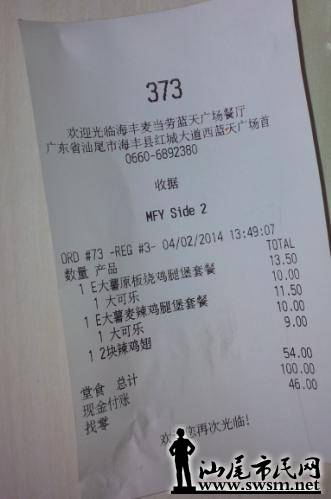 373
欢迎光临海丰麦当劳蓝天广场餐厅
广东省汕尾市海丰县红城大道西蓝天广场首
0660-6892380
收据
MFY Side 2
ORD #73 -REG #3- 04/02/2014 13:49:07
数量 产品 TOTAL
1 E大薯原板烧鸡腿堡套餐 13.50
1 大可乐 10.00
1 E大薯麦辣鸡腿堡套餐 11.50
1 大可乐 10.00
1 2块辣鸡翅 9.00
堂食 总计 54.00
现金付账 100.00
找零 46.00
欢 您再次光临!
汕尾市民网
www.swsm.net